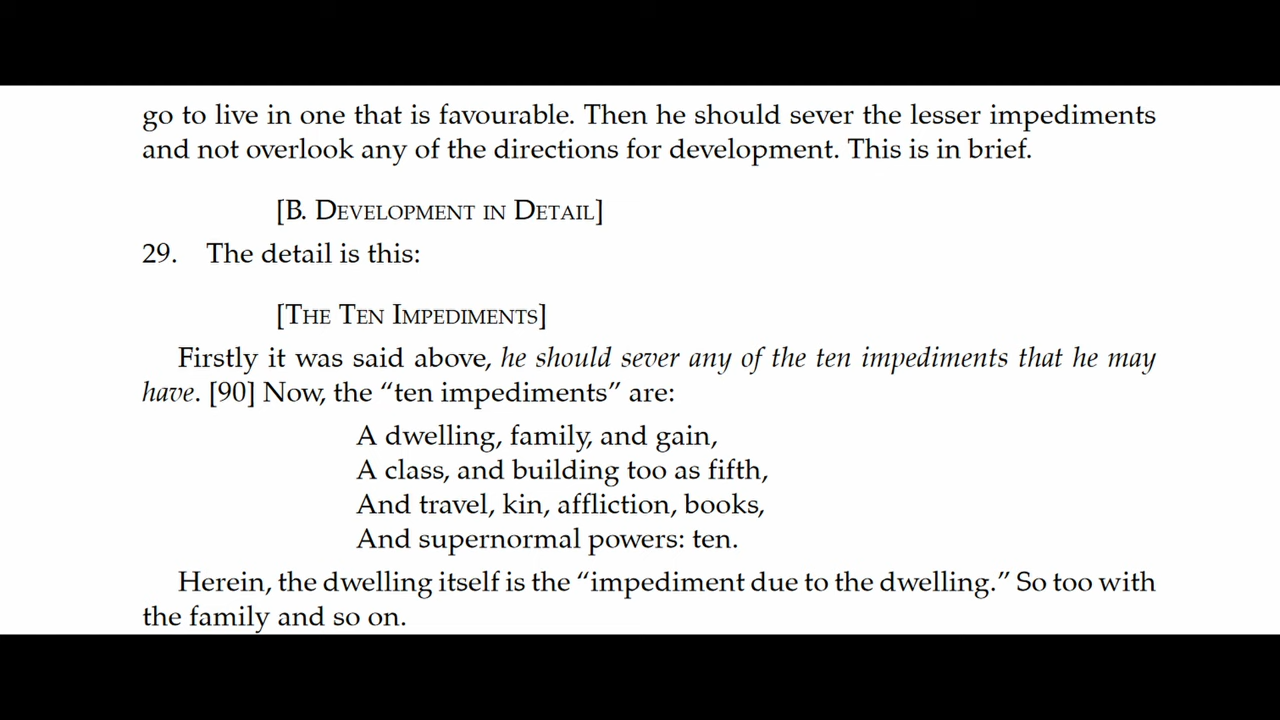 go to live in one that is favourable. Then he should sever the lesser impediments
and not overlook any of the directions for development. This is in brief.
[B. Development in Detail]
29. The detail is this:
[The Ten Impediments]
Firstly it was said above, he should sever any of the ten impediments that he may
have. [90] Now, the “ten impediments” are:
A dwelling, family, and gain,
A class, and building too as fifth,
And travel, kin, affliction, books,
And supernormal powers: ten.
Herein, the dwelling itself is the “impediment due to the dwelling.” So too with
the family and so on.